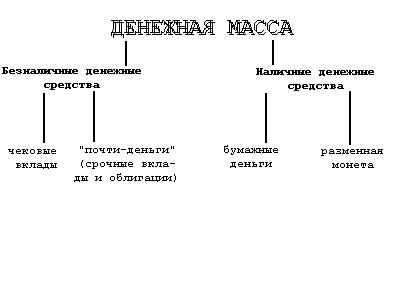 ДЕНЕЖНАЯ МАССА
Безналичные денежные
средства
Наличные денежные
средства
чековые
вклады
"почти-деньги"
(срочные вкла-
ды и облигации)
бумажные
деньги
разменная
монета